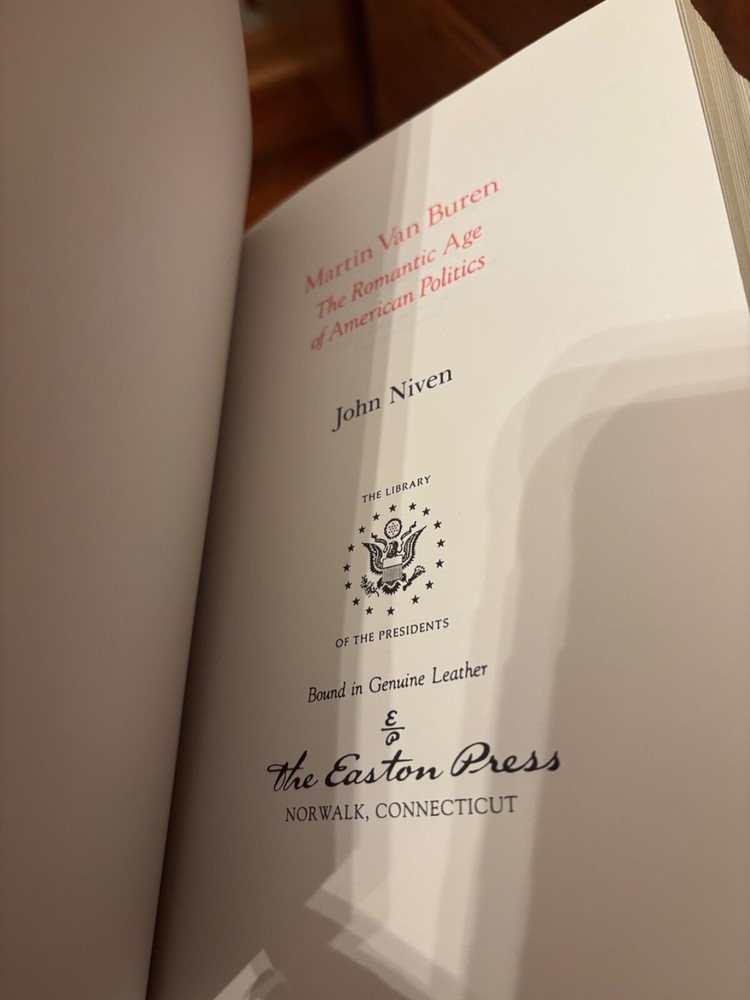 Martin Van Buren
The Romantic Age
of American Politics
John Niven
THE LIBRARY
OF THE PRESIDENTS
Bound in Genuine Leather
The Easton Press
NORWALK, CONNECTICUT